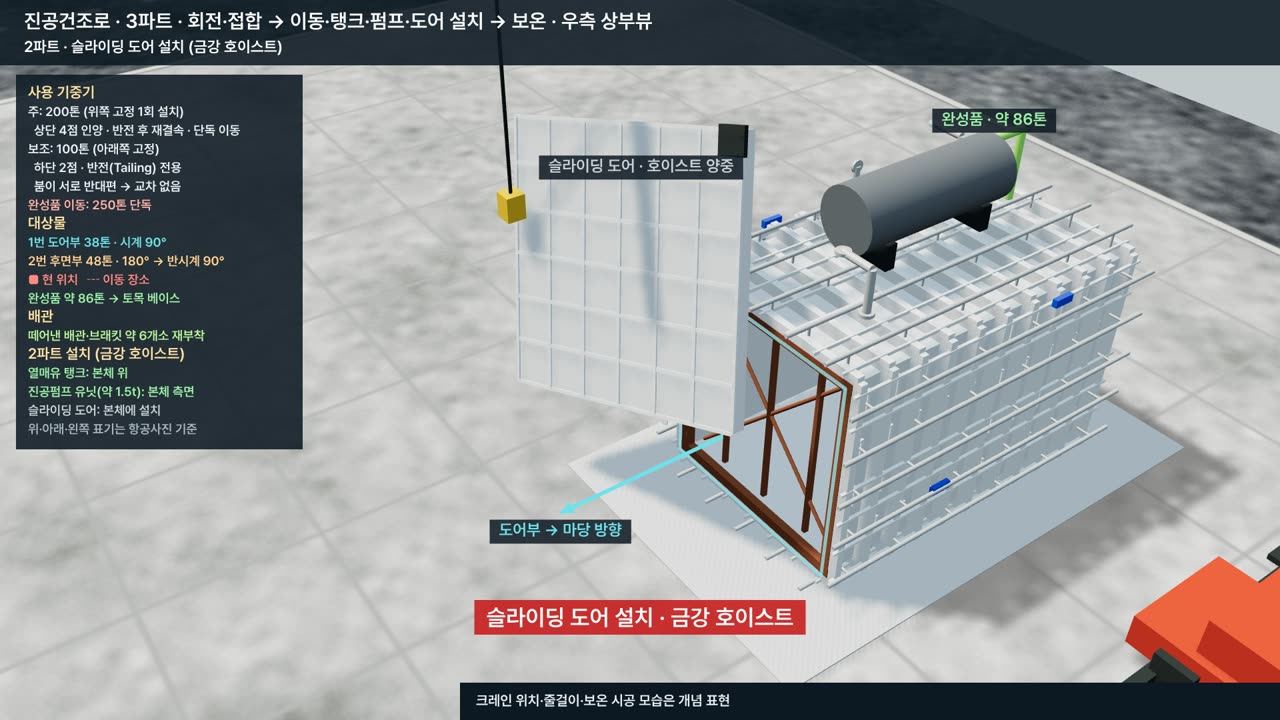 진공건조로 · 3파트 · 회전·접합 → 이동·탱크·펌프·도어 설치 → 보온 · 우측 상부뷰
2파트 · 슬라이딩 도어 설치 (금강 호이스트)
사용 기중기
주: 200톤 (위쪽 고정 1회 설치)
상단 4점 인양 · 반전 후 재결속 · 단독 이동
보조: 100톤 (아래쪽 고정)
하단 2점 · 반전(Tailing) 전용
붐이 서로 반대편 → 교차 없음
완성품 이동: 250톤 단독
대상물
1번 도어부 38톤 · 시계 90°
2번 후면부 48톤 · 180° → 반시계 90°
■ 현 위치 --- 이동 장소
완성품 약 86톤 → 토목 베이스
배관
떼어낸 배관·브래킷 약 6개소 재부착
2파트 설치 (금강 호이스트)
열매유 탱크: 본체 위
진공펌프 유닛(약 1.5t): 본체 측면
슬라이딩 도어: 본체에 설치
위·아래·왼쪽 표기는 항공사진 기준
완성품 · 약 86톤
슬라이딩 도어 · 호이스트 양중
도어부 → 마당 방향
슬라이딩 도어 설치 · 금강 호이스트
크레인 위치·줄걸이·보온 시공 모습은 개념 표현